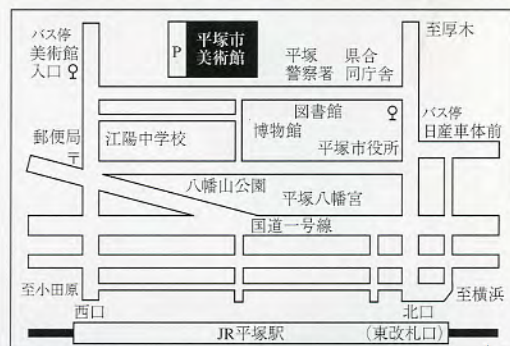 バス停
美術館
入口
P
平塚市
美術館
平塚
警察署
県合
同庁舎
至厚木
バス停
日産車体前
図書館
博物館
平塚市役所
江陽中学校
郵便局
〒
八幡山公園
平塚八幡宮
国道一号線
至小田原
西口
北口
至横浜
JR平塚駅
(東改札口)